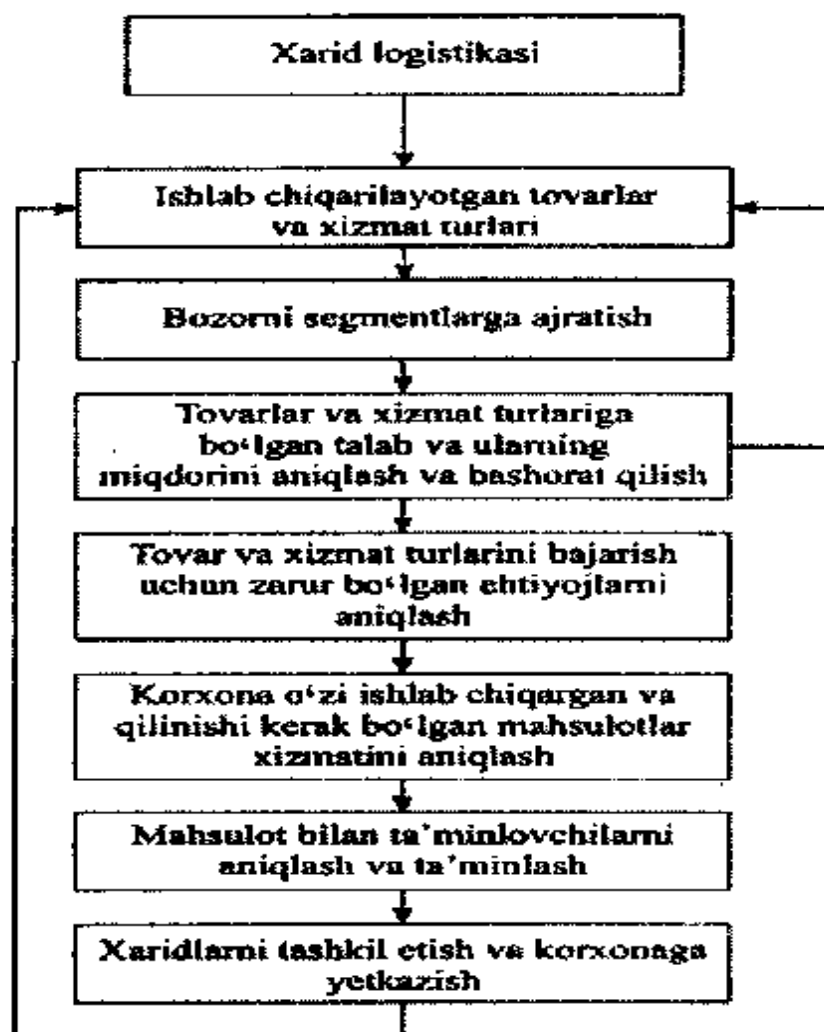 Xarid logistikasi
Ishlab chiqarilayotgan tovarlar
va xizmat turlari
Bozorni segmentlarga ajratish
Tovarlar va xizmat turlariga
bo‘lgan talab va ularning
miqdorini aniqlash va bashorat qilish
Tovar va xizmat turlarini bajarish
uchun zarur bo‘lgan ehtiyojlarni
aniqlash
Korxona o‘zi ishlab chiqargan va
qilinishi kerak bo‘lgan mahsulotlar
xizmatini aniqlash
Mahsulot bilan ta’minlovchilarni
aniqlash va ta’minlash
Xaridlarni tashkil etish va korxonaga
yetkazish